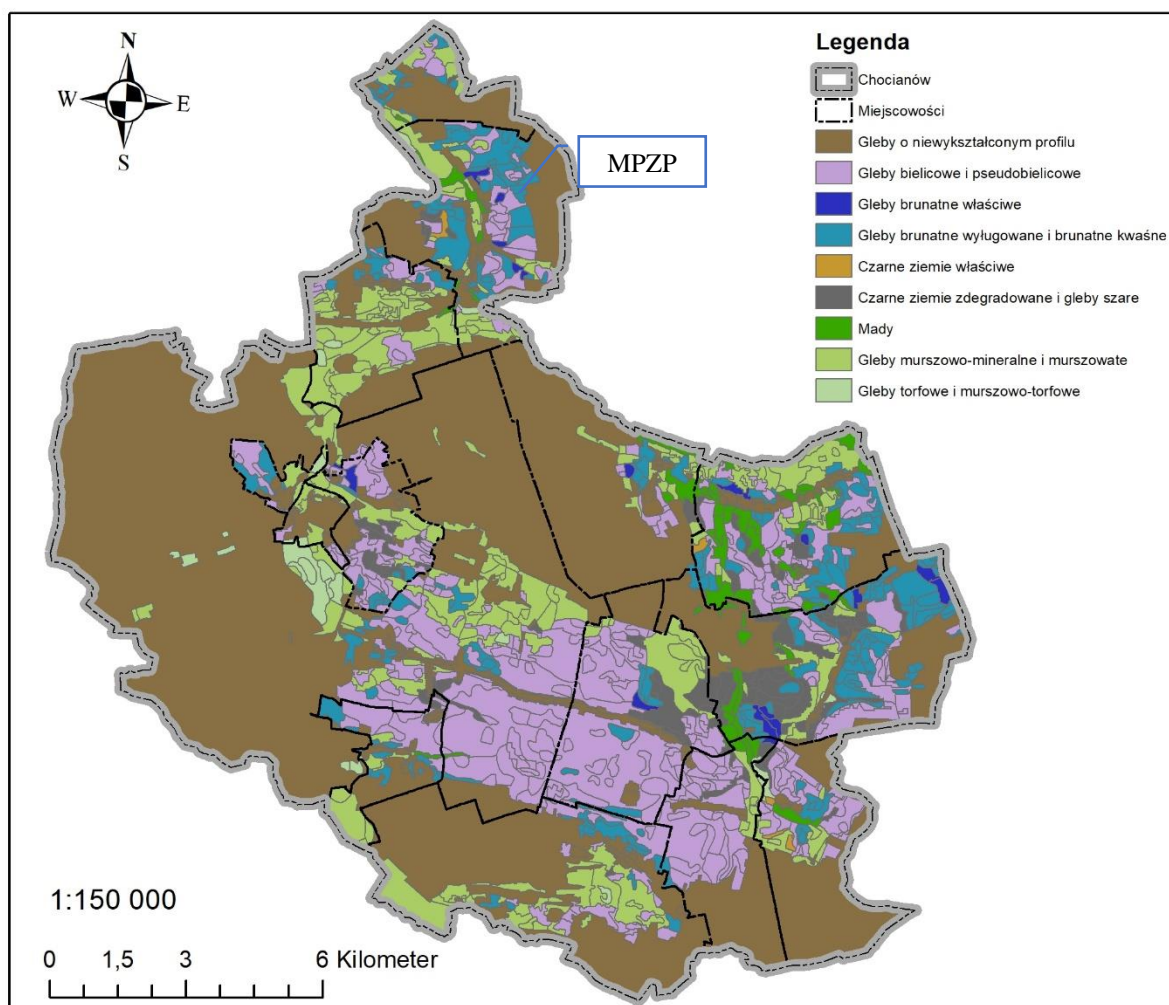 N
W E
S
MPZP
Legenda
Chocianów
Miejscowości
Gleby o niewykształconym profilu
Gleby bielicowe i pseudobielicowe
Gleby brunatne właściwe
Gleby brunatne wyługowane i brunatne kwaśne
Czarne ziemie właściwe
Czarne ziemie zdegradowane i gleby szare
Mady
Gleby murszowo-mineralne i murszowate
Gleby torfowe i murszowo-torfowe
1:150 000
0 1,5 3 6 Kilometer